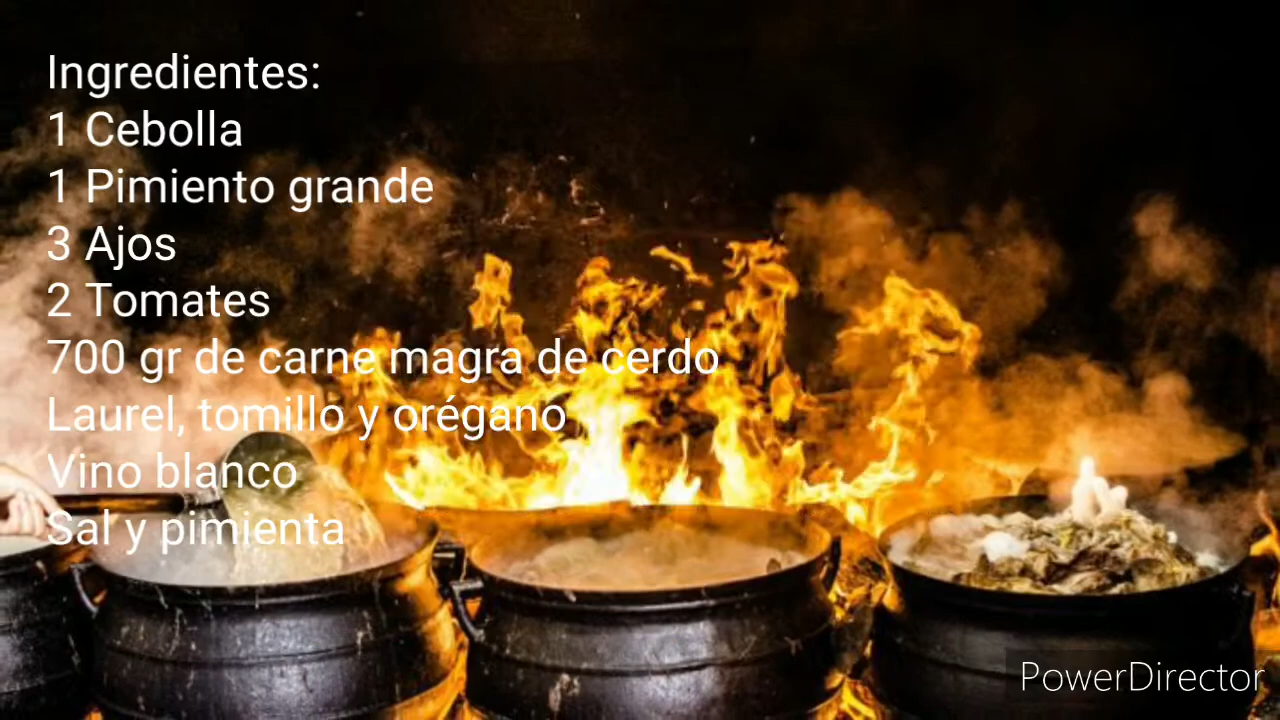 Ingredientes:
1 Cebolla
1 Pimiento grande
3 Ajos
2 Tomates
700 gr de carne magra de cerdo
Laurel, tomillo y orégano
Vino blanco
Sal y pimienta
PowerDirector